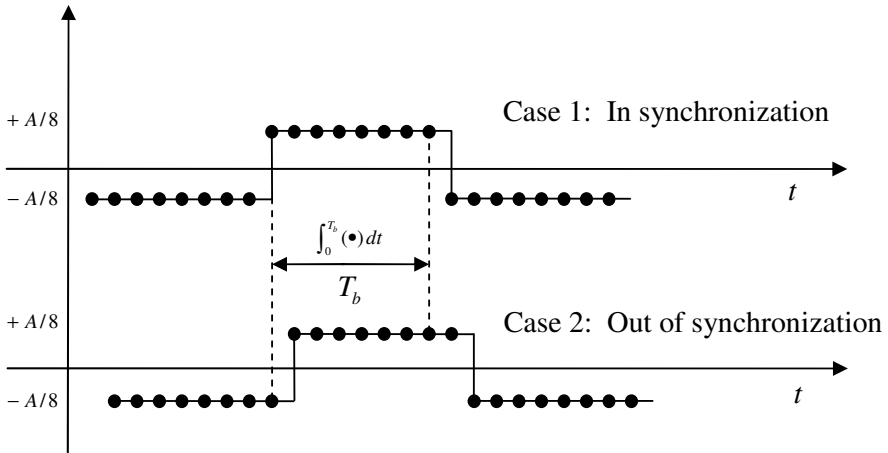 + A/8
Case 1: In synchronization
− A/8
t
∫₀^{T_b} (•) dt
T_b
+ A/8
Case 2: Out of synchronization
− A/8
t